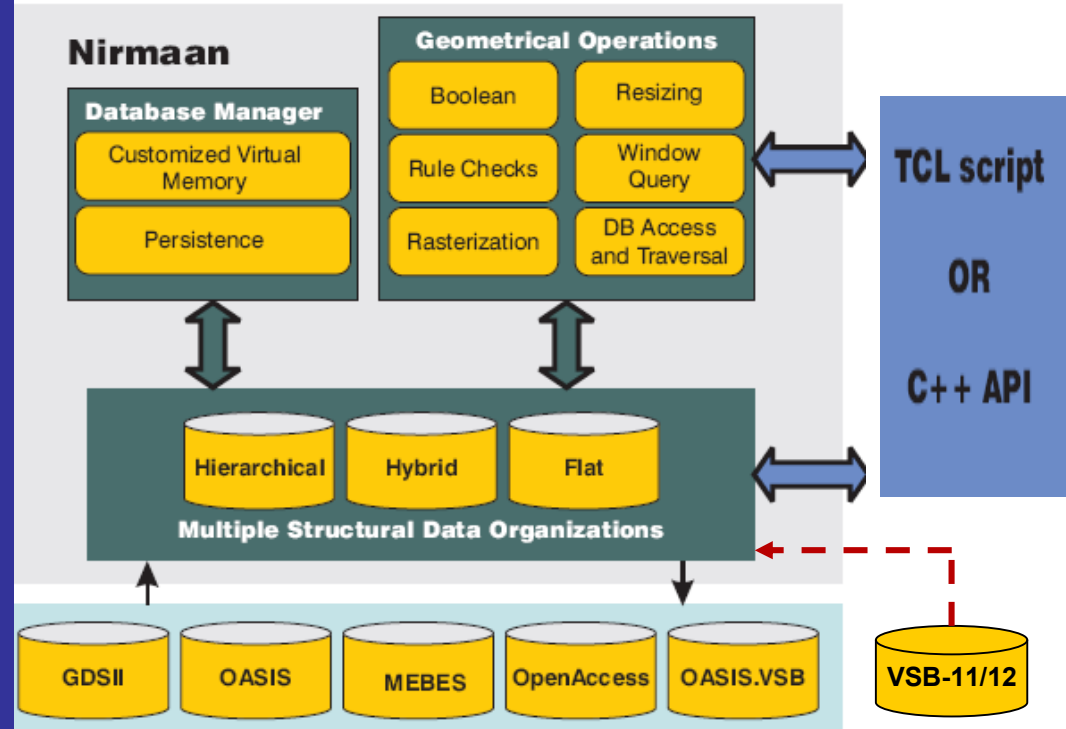 Nirmaan
Database Manager
Customized Virtual
Memory
Persistence
Geometrical Operations
Boolean
Resizing
Rule Checks
Window
Query
Rasterization
DB Access
and Traversal
TCL script
OR
C++ API
Hierarchical
Hybrid
Flat
Multiple Structural Data Organizations
GDSII
OASIS
MEBES
OpenAccess
OASIS.VSB
VSB-11/12